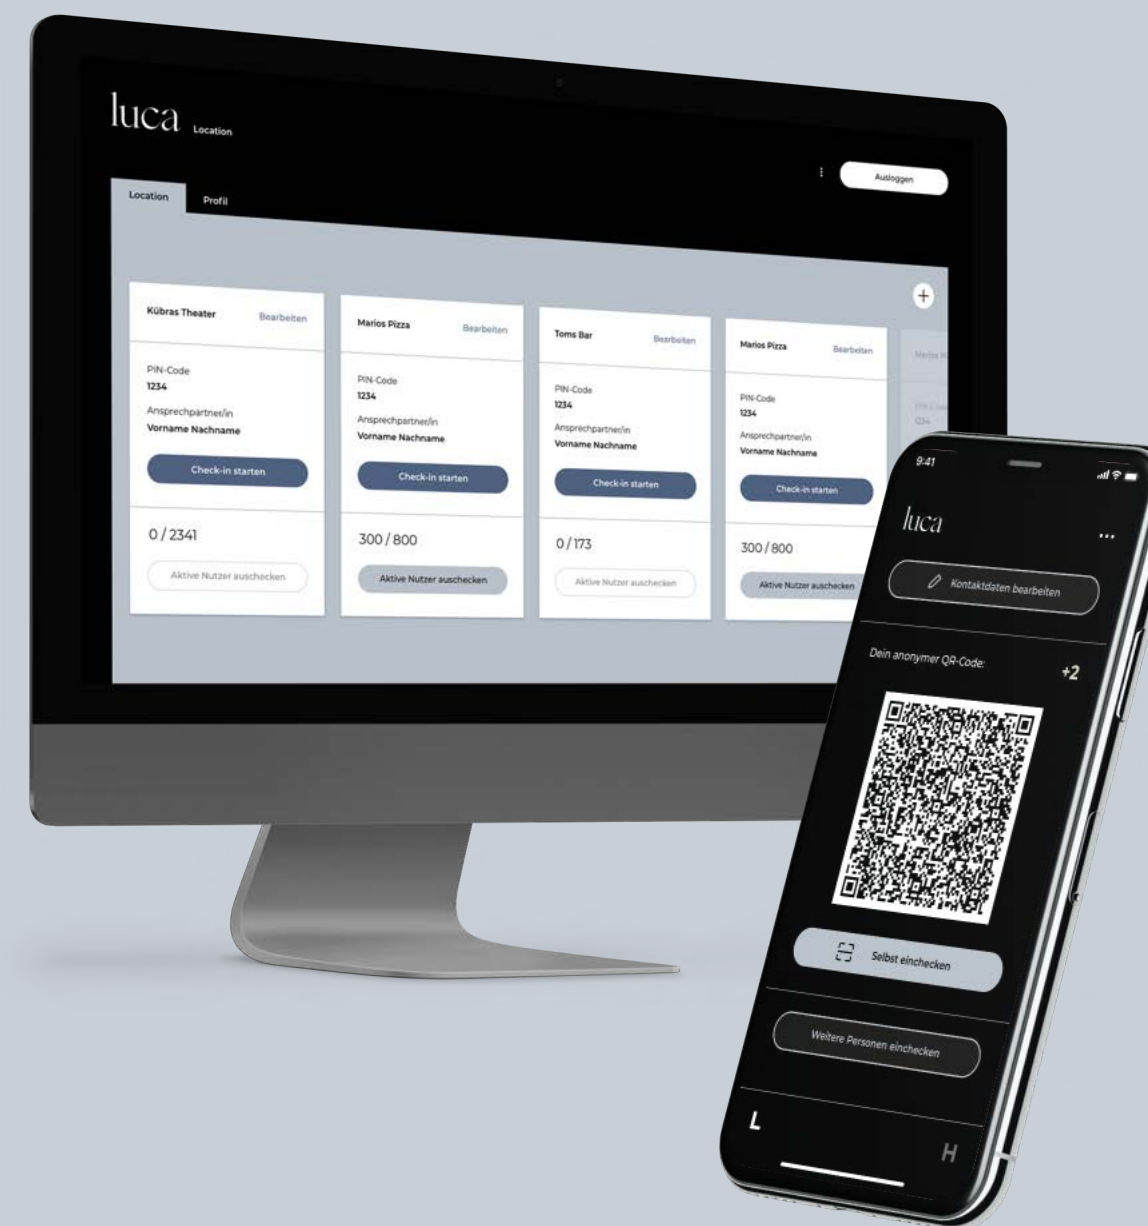 luca Location
Ausloggen
Location Profil
Kübras Theater Bearbeiten
PIN-Code
1234
Ansprechpartner/in
Vorname Nachname
Check-in starten
0 / 2341
Aktive Nutzer auschecken
Marios Pizza Bearbeiten
PIN-Code
1234
Ansprechpartner/in
Vorname Nachname
Check-in starten
300 / 800
Aktive Nutzer auschecken
Toms Bar Bearbeiten
PIN-Code
1234
Ansprechpartner/in
Vorname Nachname
Check-in starten
0 / 173
Aktive Nutzer auschecken
Marios Pizza Bearbeiten
PIN-Code
1234
Ansprechpartner/in
Vorname Nachname
Check-in starten
300 / 800
Aktive Nutzer auschecken
Marios
PIN-Code
1234
9:41
luca
Kontaktdaten bearbeiten
Dein anonymer QR-Code: +2
Selbst einchecken
Weitere Personen einchecken
L H